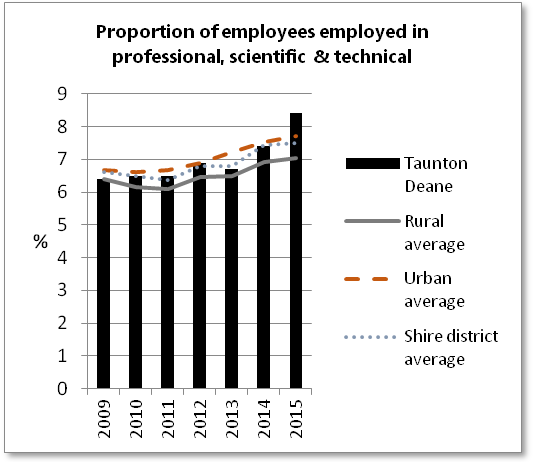 Proportion of employees employed in
professional, scientific & technical
9
8
7
6
5
4
3
2
1
0
%
2009
2010
2011
2012
2013
2014
2015
Taunton
Deane
Rural
average
Urban
average
Shire district
average